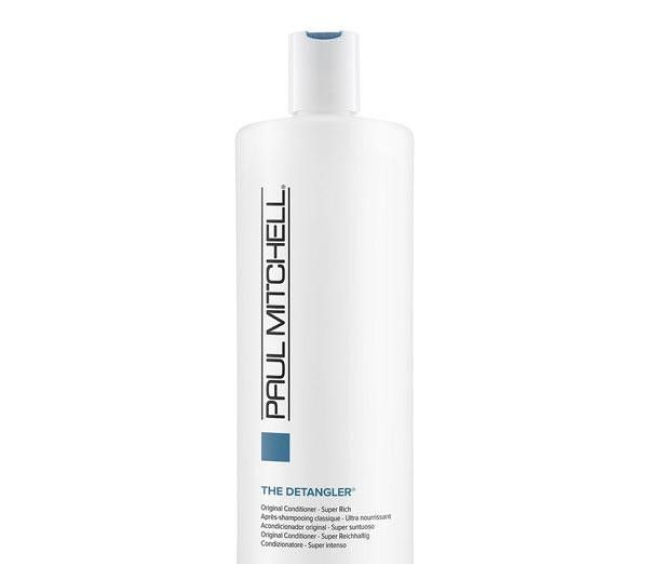 PAUL MITCHELL®
THE DETANGLER®
Original Conditioner - Super Rich
Après-shampooing classique - Ultra nourrissant
Acondicionador original - Super suntuoso
Original Conditioner - Super Reichhaltig
Condizionatore - Super intenso